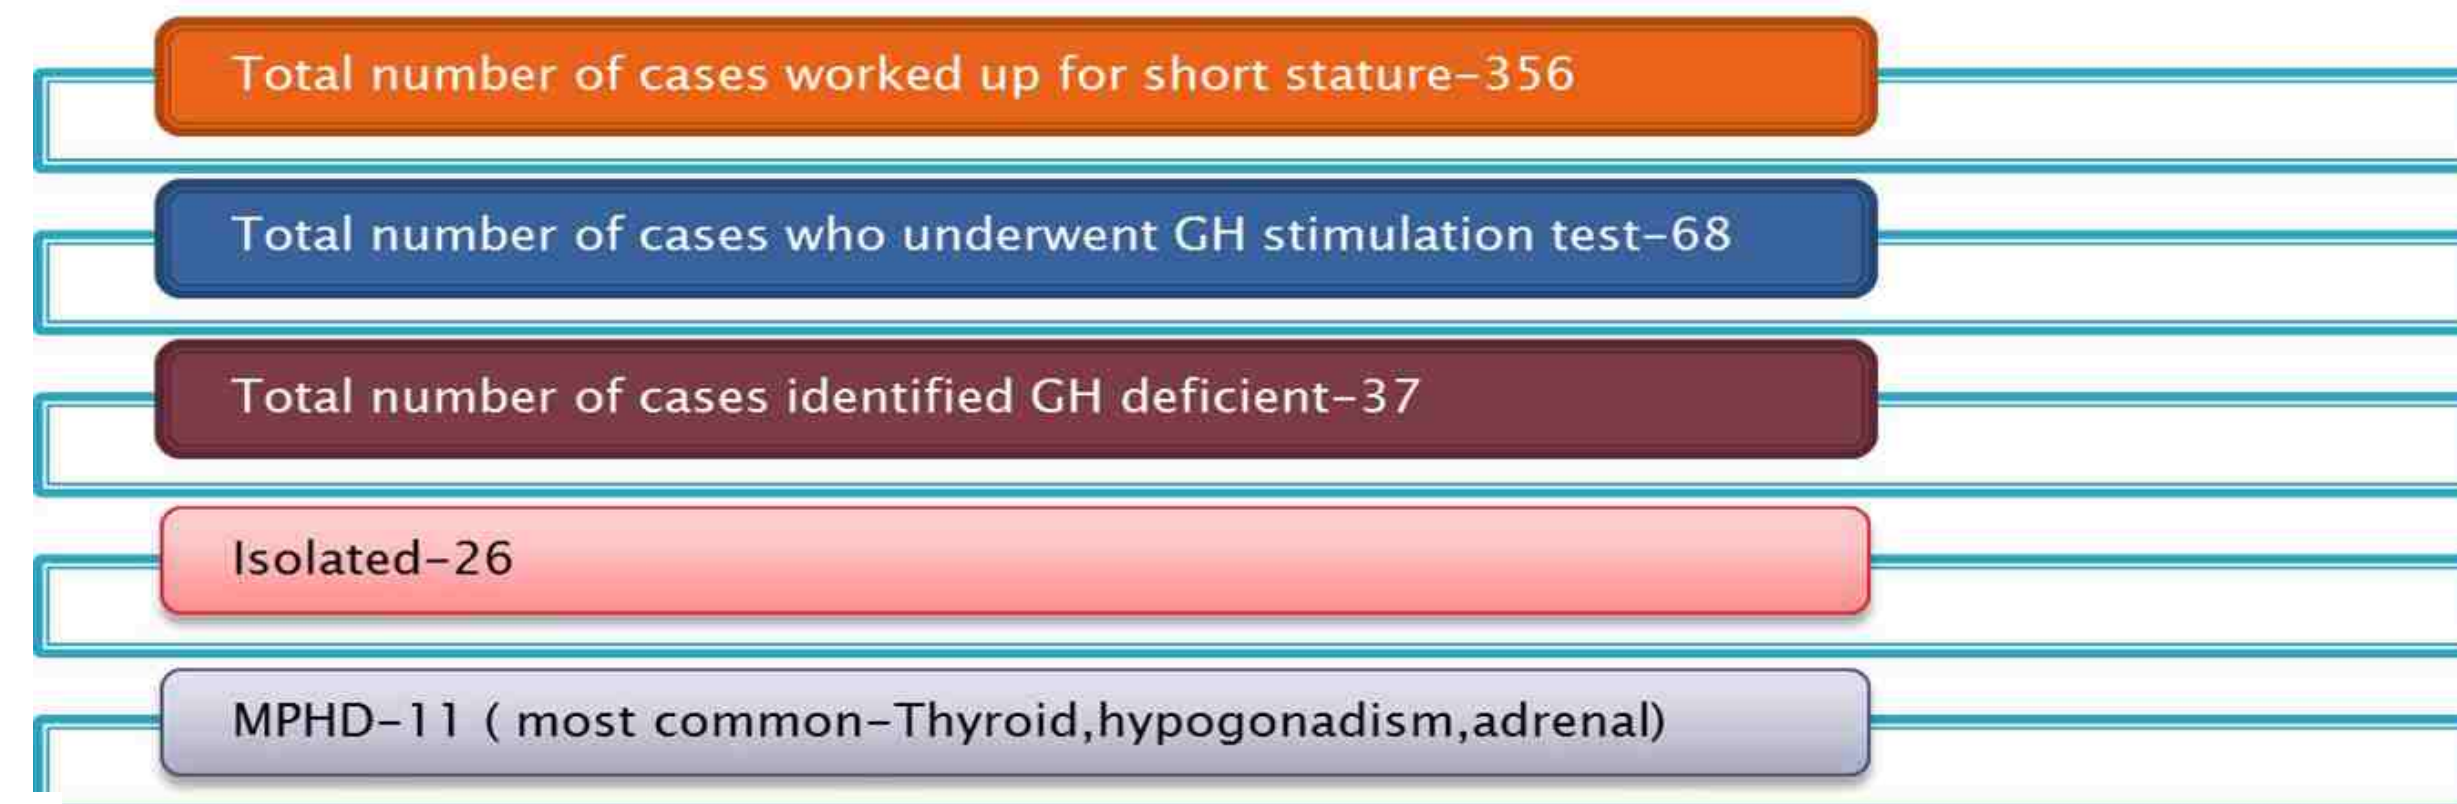 Total number of cases worked up for short stature–356
Total number of cases who underwent GH stimulation test–68
Total number of cases identified GH deficient–37
Isolated–26
MPHD–11 ( most common–Thyroid,hypogonadism,adrenal)